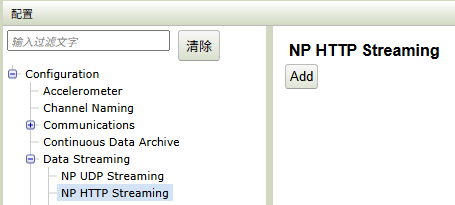 配置
输入过滤文字
清除
Configuration
Accelerometer
Channel Naming
Communications
Continuous Data Archive
Data Streaming
NP UDP Streaming
NP HTTP Streaming
NP HTTP Streaming
Add